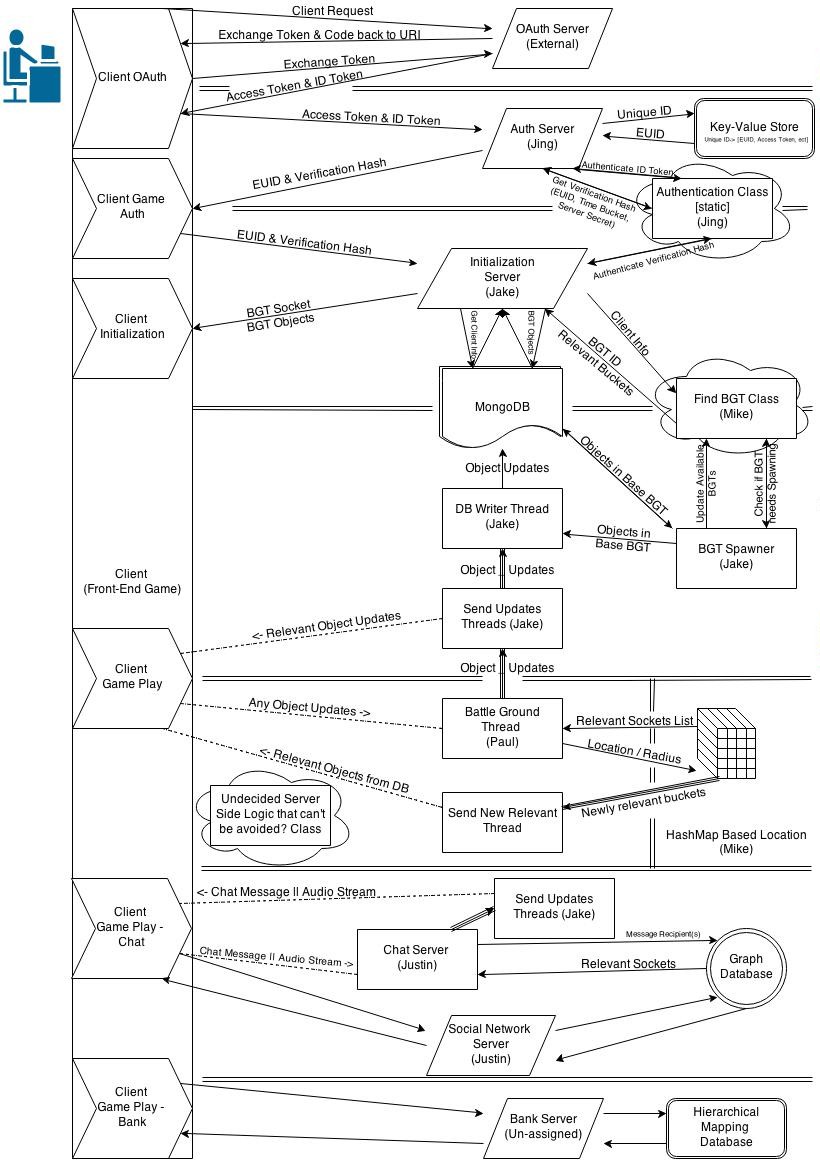 Client Request
OAuth Server
(External)
Exchange Token & Code back to URI
Exchange Token
Client OAuth
Access Token & ID Token
Access Token & ID Token
Auth Server
(Jing)
Unique ID
EUID
Key-Value Store
Unique ID-> [EUID, Access Token, ect]
EUID & Verification Hash
Authenticate ID Token
Get Verification Hash
(EUID, Time Bucket,
Server Secret)
Authentication Class
[static]
(Jing)
Client Game
Auth
EUID & Verification Hash
Authenticate Verification Hash
Initialization
Server
(Jake)
Client
Initialization
BGT Socket
BGT Objects
Get Client Info
BGT Objects
Client Info
BGT ID
Relevant Buckets
MongoDB
Find BGT Class
(Mike)
Object Updates
Objects in Base BGT
Update Available
BGTs
Check if BGT
needs Spawning
DB Writer Thread
(Jake)
Objects in
Base BGT
BGT Spawner
(Jake)
Client
(Front-End Game)
Object Updates
Send Updates
Threads (Jake)
<- Relevant Object Updates
Client
Game Play
Object Updates
Any Object Updates ->
Battle Ground
Thread
(Paul)
Relevant Sockets List
Location / Radius
<- Relevant Objects from DB
Undecided Server
Side Logic that can't
be avoided? Class
Send New Relevant
Thread
Newly relevant buckets
HashMap Based Location
(Mike)
<- Chat Message || Audio Stream
Send Updates
Threads (Jake)
Client
Game Play -
Chat
Chat Message || Audio Stream ->
Chat Server
(Justin)
Message Recipient(s)
Relevant Sockets
Graph
Database
Social Network
Server
(Justin)
Client
Game Play -
Bank
Bank Server
(Un-assigned)
Hierarchical
Mapping
Database